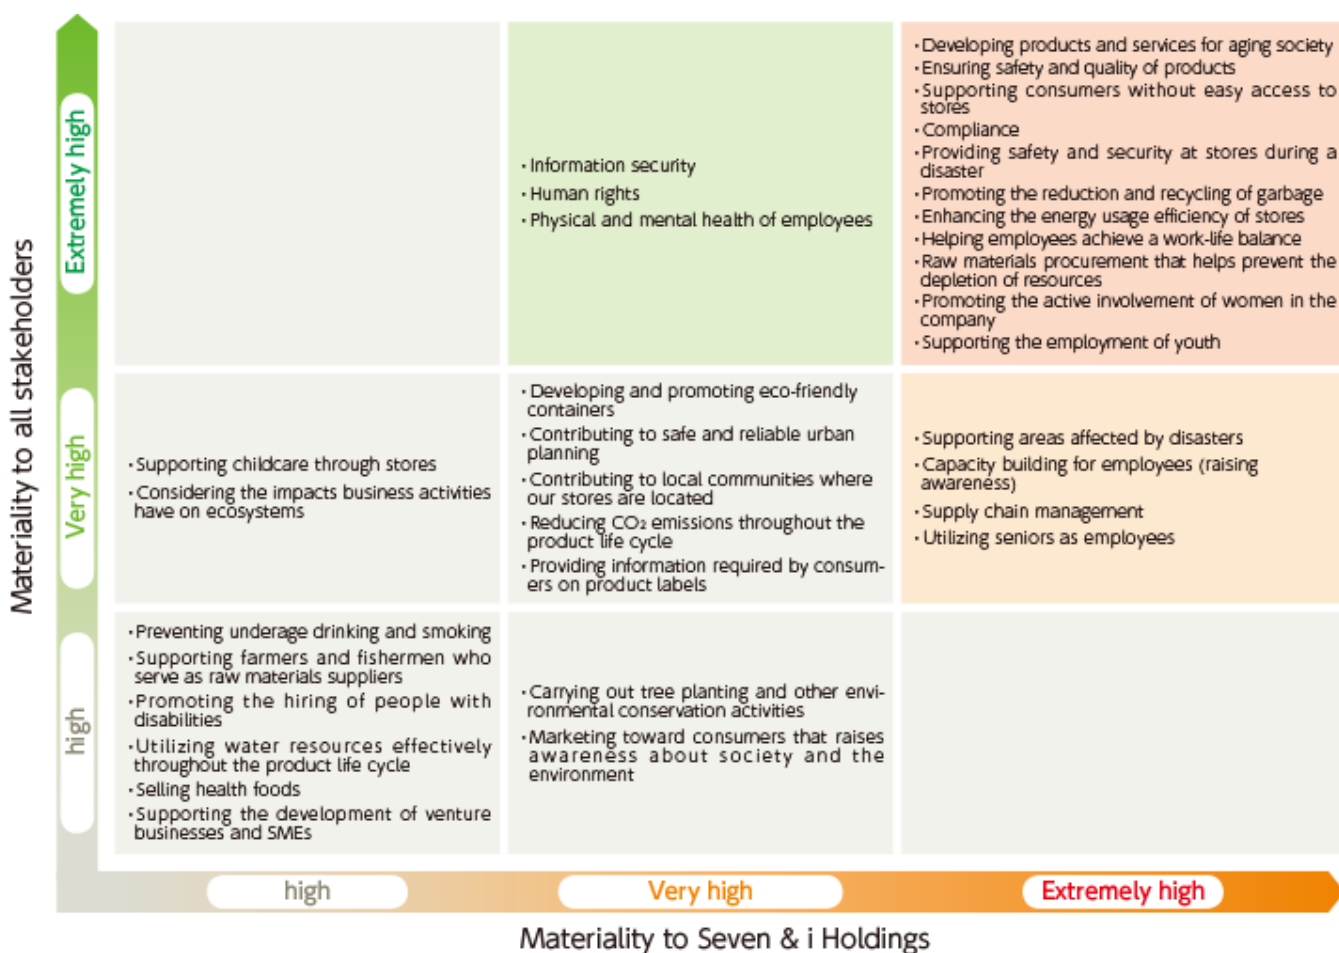 Materiality to all stakeholders
Extremely high
Very high
high
·Information security
·Human rights
·Physical and mental health of employees
·Developing products and services for aging society
·Ensuring safety and quality of products
·Supporting consumers without easy access to
stores
·Compliance
·Providing safety and security at stores during a
disaster
·Promoting the reduction and recycling of garbage
·Enhancing the energy usage efficiency of stores
·Helping employees achieve a work-life balance
·Raw materials procurement that helps prevent the
depletion of resources
·Promoting the active involvement of women in the
company
·Supporting the employment of youth
·Supporting childcare through stores
·Considering the impacts business activities
have on ecosystems
·Developing and promoting eco-friendly
containers
·Contributing to safe and reliable urban
planning
·Contributing to local communities where
our stores are located
·Reducing CO₂ emissions throughout the
product life cycle
·Providing information required by consum-
ers on product labels
·Supporting areas affected by disasters
·Capacity building for employees (raising
awareness)
·Supply chain management
·Utilizing seniors as employees
·Preventing underage drinking and smoking
·Supporting farmers and fishermen who
serve as raw materials suppliers
·Promoting the hiring of people with
disabilities
·Utilizing water resources effectively
throughout the product life cycle
·Selling health foods
·Supporting the development of venture
businesses and SMEs
·Carrying out tree planting and other envi-
ronmental conservation activities
·Marketing toward consumers that raises
awareness about society and the
environment
high
Very high
Extremely high
Materiality to Seven & i Holdings